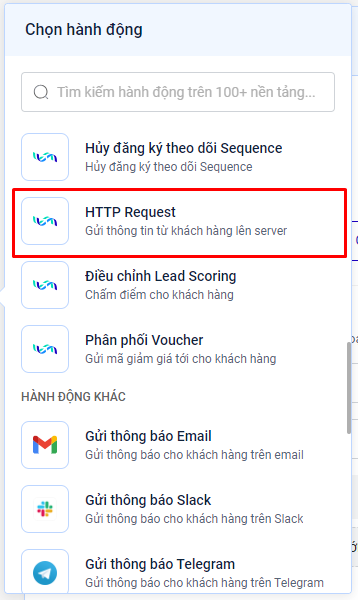 Chọn hành động
Tìm kiếm hành động trên 100+ nền tảng...
Hủy đăng ký theo dõi Sequence
Hủy đăng ký theo dõi Sequence
HTTP Request
Gửi thông tin từ khách hàng lên server
Điều chỉnh Lead Scoring
Chấm điểm cho khách hàng
Phân phối Voucher
Gửi mã giảm giá tới cho khách hàng
HÀNH ĐỘNG KHÁC
Gửi thông báo Email
Gửi thông báo cho khách hàng trên email
Gửi thông báo Slack
Gửi thông báo cho khách hàng trên Slack
Gửi thông báo Telegram
Gửi thông báo cho khách hàng trên Telegram